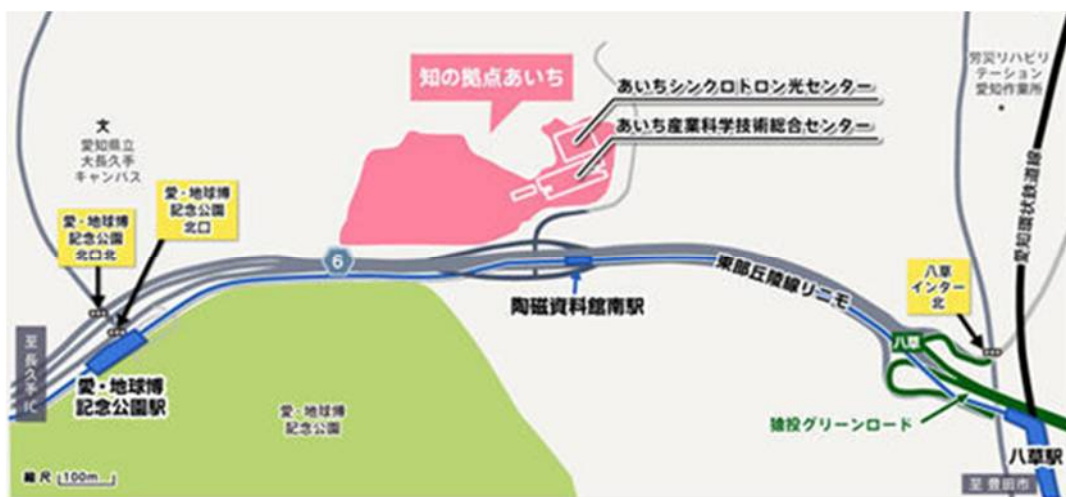 知の拠点あいち
あいちシンクロトロン光センター
あいち産業科学技術総合センター
労災リハビリ
テーション
愛知作業所
文
愛知県立
大長久手
キャンパス
愛・地球博
記念公園
北口
愛・地球博
記念公園
北口北
愛知環状鉄道線
6
東部丘陵線リニモ
陶磁資料館南駅
八草
インター
北
八草
至長久手IC
愛・地球博
記念公園駅
愛・地球博
記念公園
猿投グリーンロード
八草駅
縮尺 100m
至 豊田市